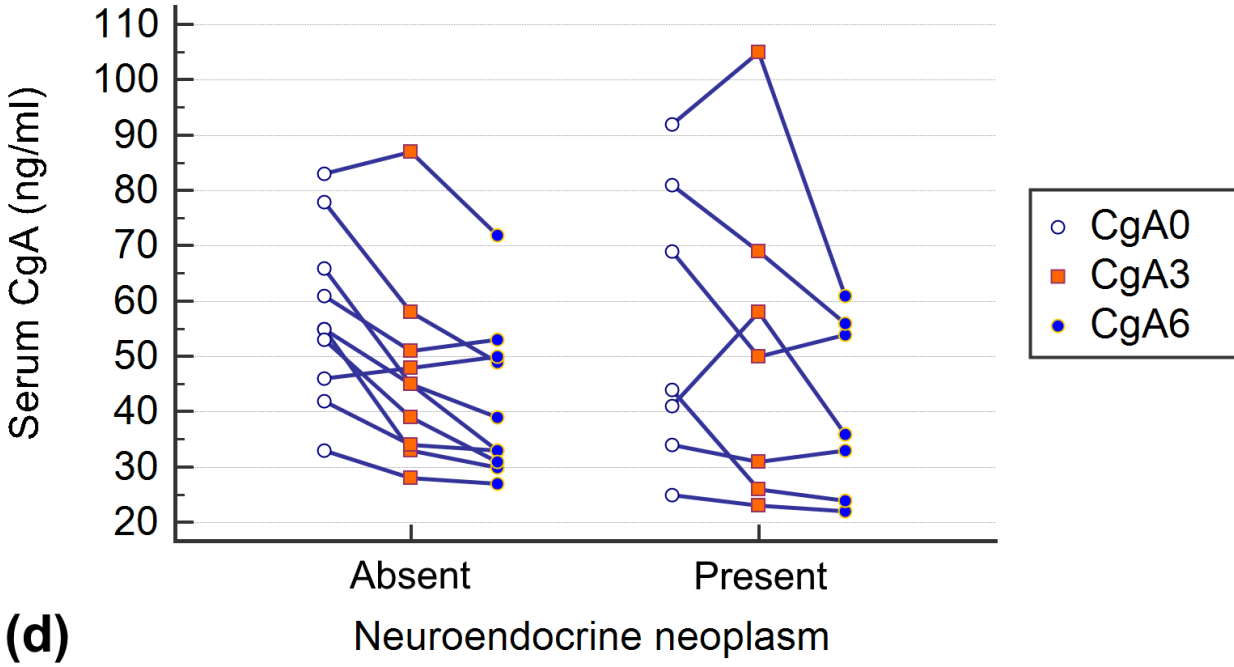 Serum CgA (ng/ml)
110
100
90
80
70
60
50
40
30
20
Absent
Present
Neuroendocrine neoplasm
(d)
CgA0
CgA3
CgA6